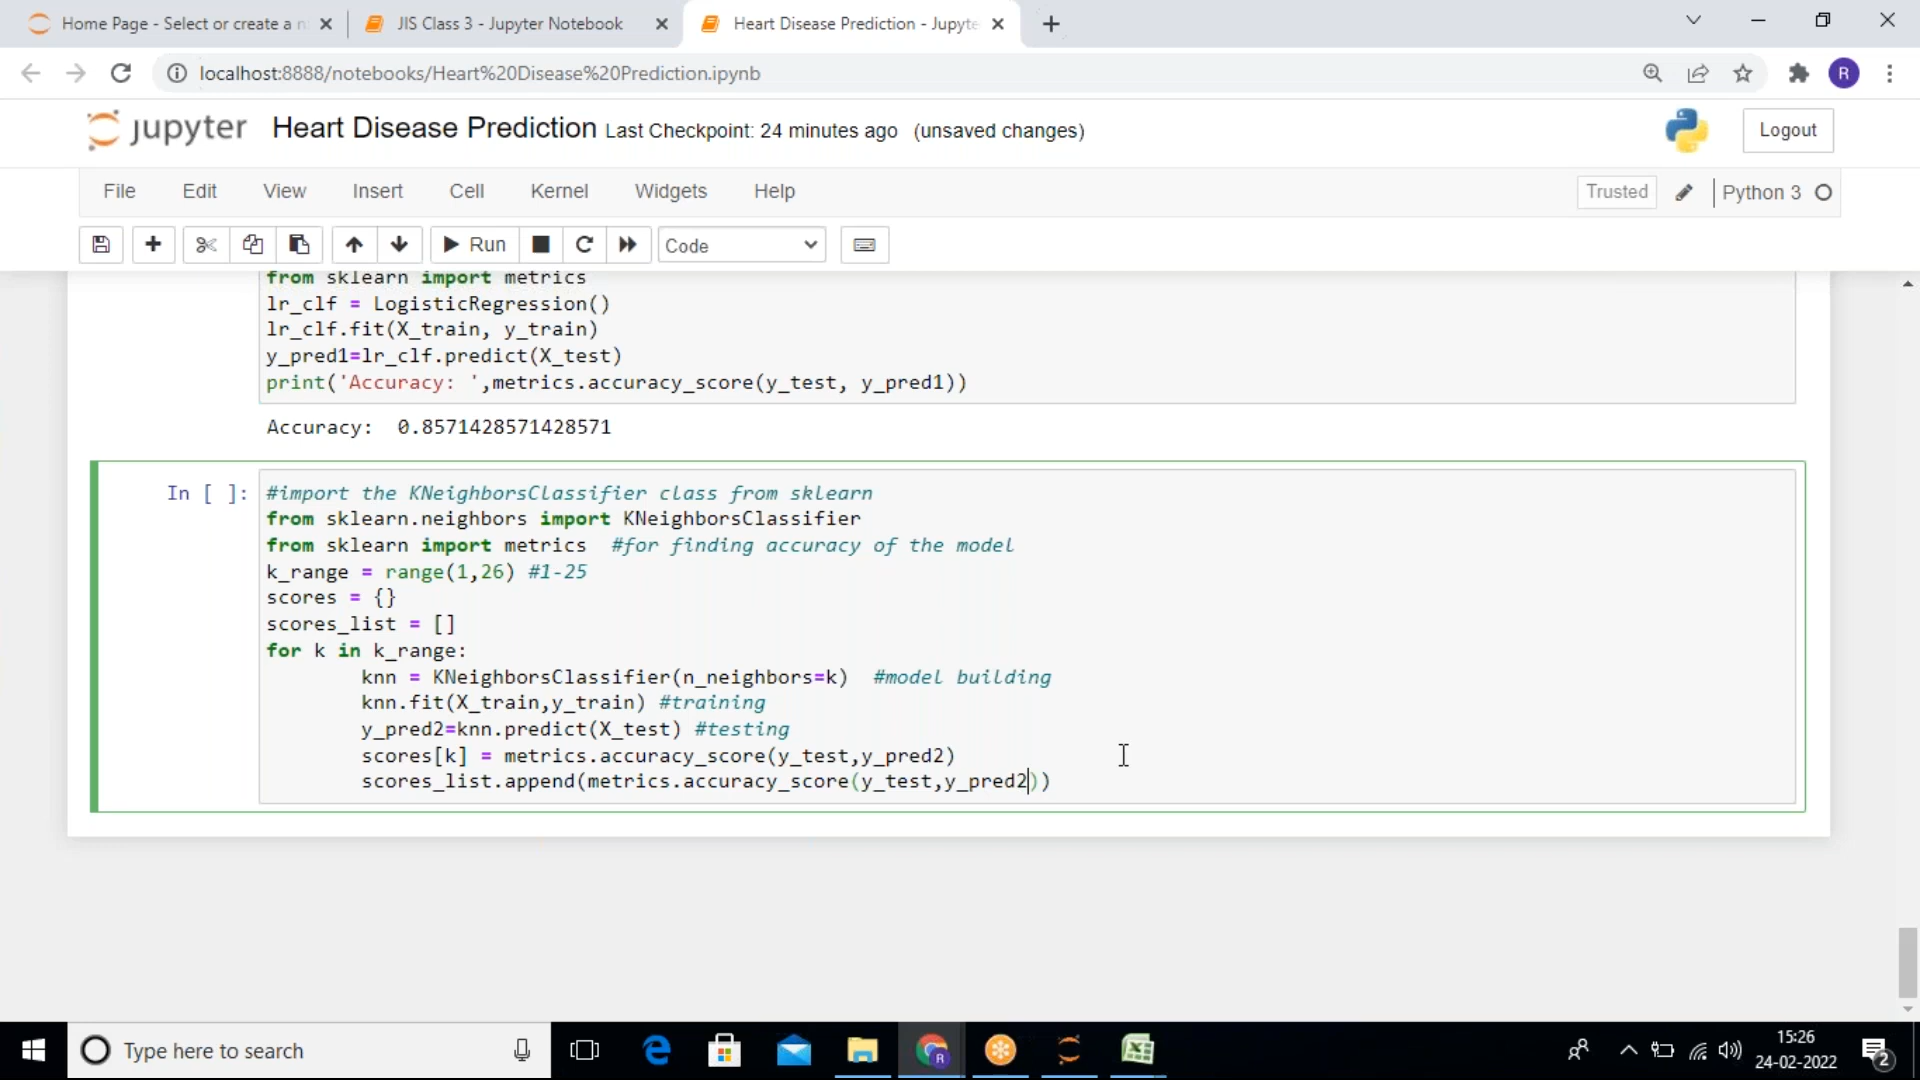 Home Page - Select or create a n
JIS Class 3 - Jupyter Notebook
Heart Disease Prediction - Jupyte
localhost:8888/notebooks/Heart%20Disease%20Prediction.ipynb
R
jupyter Heart Disease Prediction Last Checkpoint: 24 minutes ago (unsaved changes)
Logout
File Edit View Insert Cell Kernel Widgets Help
Trusted Python 3
Run Code
from sklearn import metrics
lr_clf = LogisticRegression()
lr_clf.fit(X_train, y_train)
y_pred1=lr_clf.predict(X_test)
print('Accuracy: ',metrics.accuracy_score(y_test, y_pred1))
Accuracy:  0.8571428571428571
In [ ]: #import the KNeighborsClassifier class from sklearn
from sklearn.neighbors import KNeighborsClassifier
from sklearn import metrics  #for finding accuracy of the model
k_range = range(1,26) #1-25
scores = {}
scores_list = []
for k in k_range:
knn = KNeighborsClassifier(n_neighbors=k)  #model building
knn.fit(X_train,y_train) #training
y_pred2=knn.predict(X_test) #testing
scores[k] = metrics.accuracy_score(y_test,y_pred2)
scores_list.append(metrics.accuracy_score(y_test,y_pred2))
Type here to search
R
15:26
24-02-2022
2